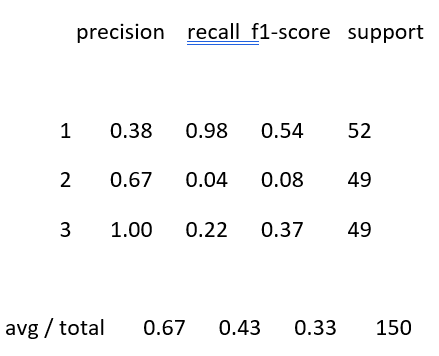 precision recall f1-score support
1 0.38 0.98 0.54 52
2 0.67 0.04 0.08 49
3 1.00 0.22 0.37 49
avg / total 0.67 0.43 0.33 150